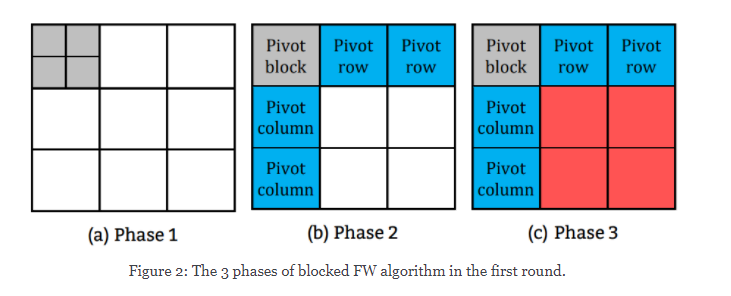 Pivot block
Pivot row
Pivot row
Pivot column
Pivot column
(a) Phase 1
(b) Phase 2
Pivot block
Pivot row
Pivot row
Pivot column
Pivot column
(c) Phase 3
Figure 2: The 3 phases of blocked FW algorithm in the first round.